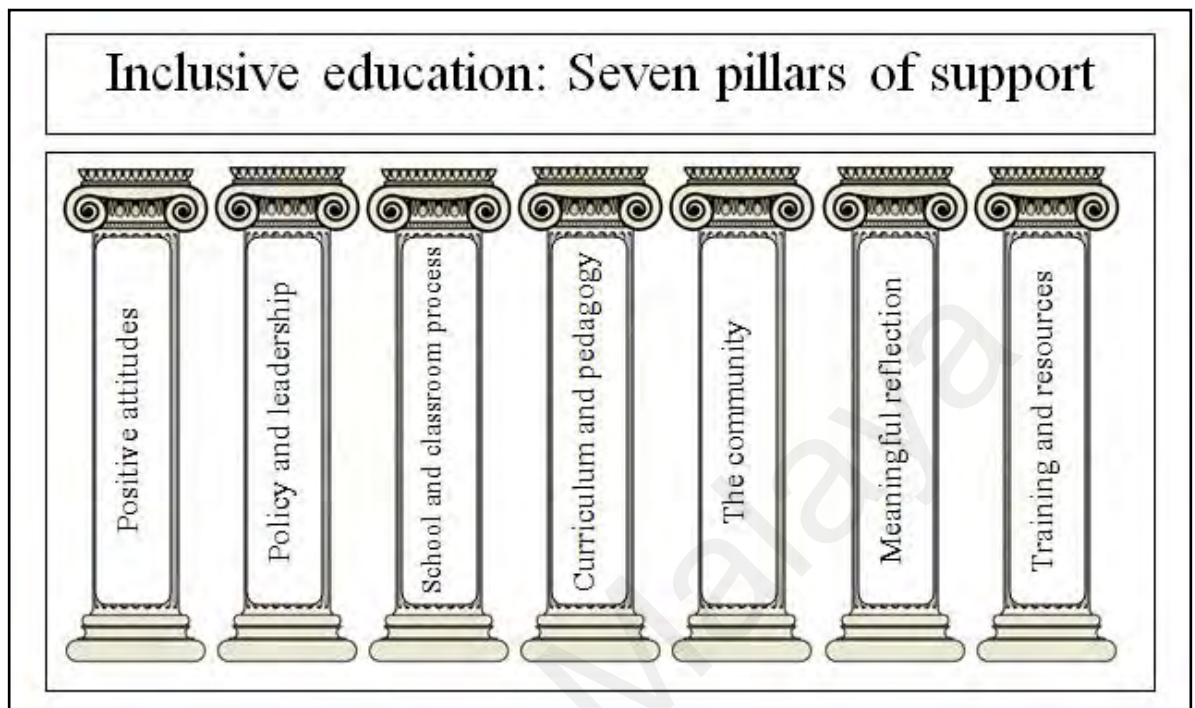 Inclusive education: Seven pillars of support
Positive attitudes
Policy and leadership
School and classroom process
Curriculum and pedagogy
The community
Meaningful reflection
Training and resources
Malaya